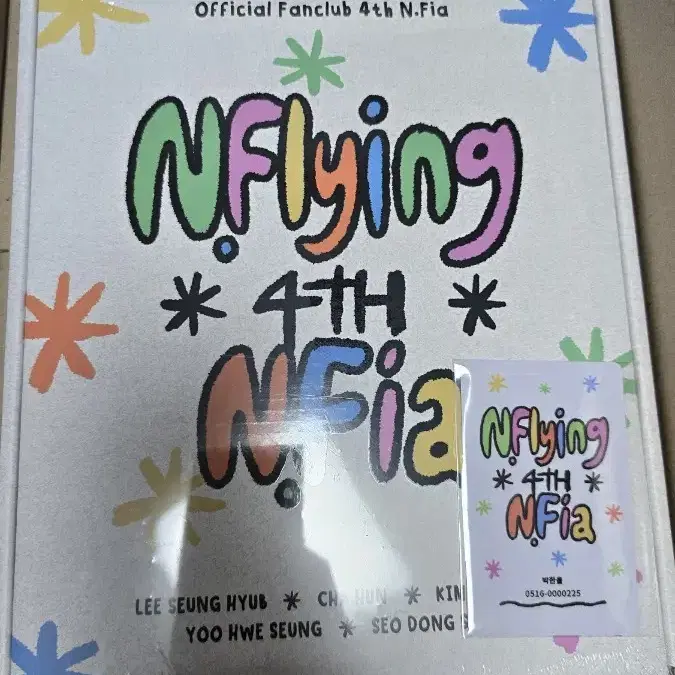 Official Fanclub 4th N.Fia
N.Flying
4TH
N.Fia
LEE SEUNG HYUB * CHA HUN * KIM
YOO HWE SEUNG * SEO DONG
N.Flying
4TH
N.Fia
박한울
0516-0000225